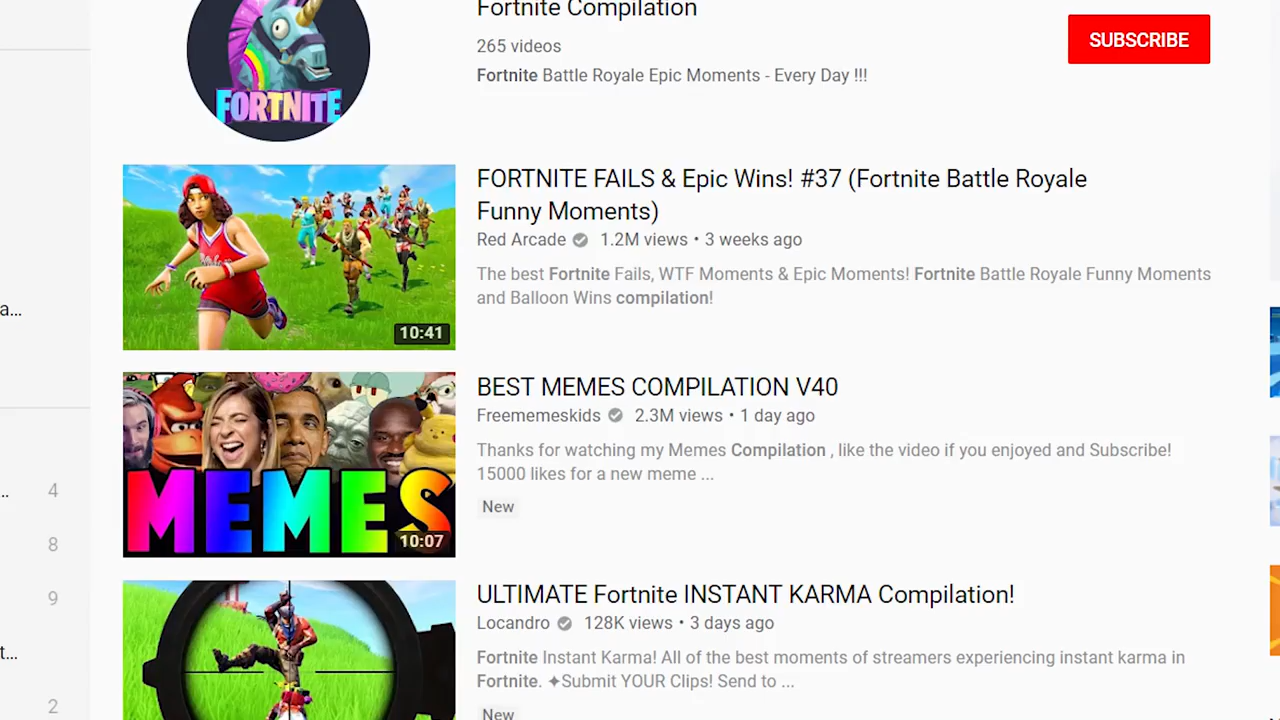 Fortnite Compilation
265 videos
SUBSCRIBE
Fortnite Battle Royale Epic Moments - Every Day !!!
FORTNITE
FORTNITE FAILS & Epic Wins! #37 (Fortnite Battle Royale
Funny Moments)
Red Arcade 1.2M views • 3 weeks ago
The best Fortnite Fails, WTF Moments & Epic Moments! Fortnite Battle Royale Funny Moments
and Balloon Wins compilation!
10:41
a...
BEST MEMES COMPILATION V40
Freememeskids 2.3M views • 1 day ago
Thanks for watching my Memes Compilation , like the video if you enjoyed and Subscribe!
15000 likes for a new meme ...
New
MEMES
10:07
... 4
8
9
ULTIMATE Fortnite INSTANT KARMA Compilation!
Locandro 128K views • 3 days ago
Fortnite Instant Karma! All of the best moments of streamers experiencing instant karma in
Fortnite. ✦Submit YOUR Clips! Send to ...
New
t...
2